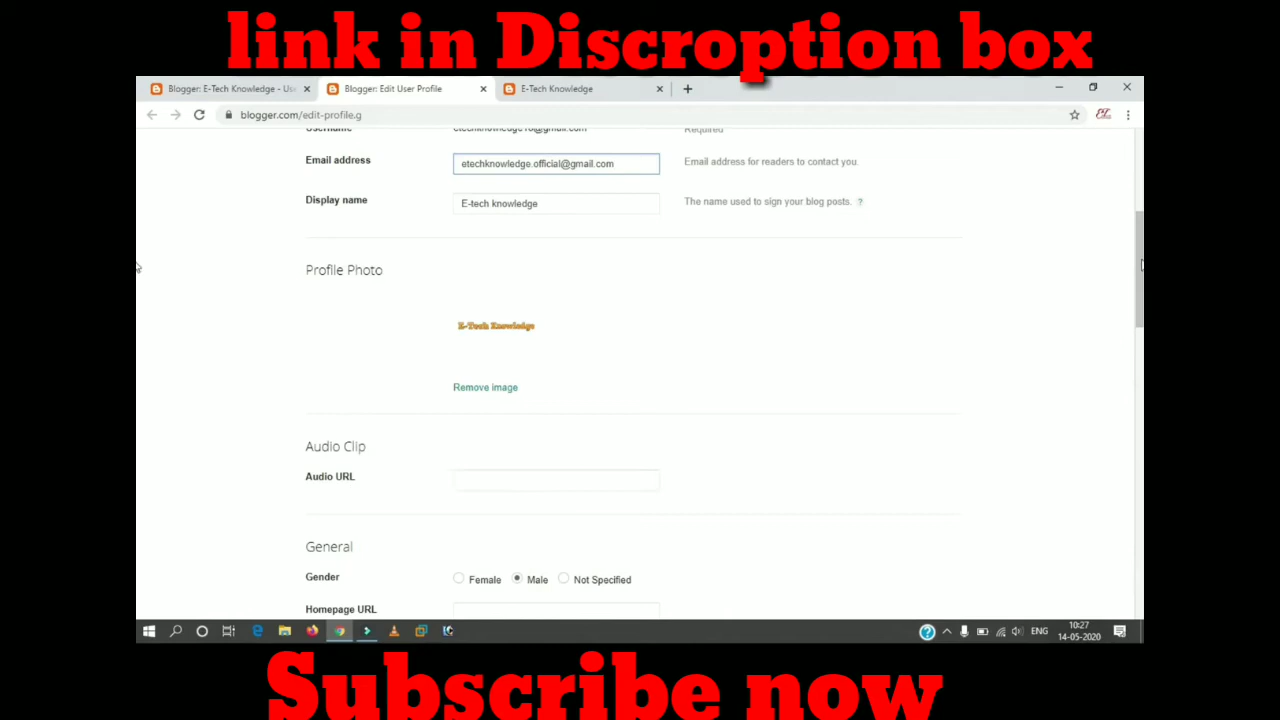 link in Discroption box
Blogger: E-Tech Knowledge - Use
Blogger: Edit User Profile
E-Tech Knowledge
blogger.com/edit-profile.g
Username
Required
Email address
etechknowledge.official@gmail.com
Email address for readers to contact you.
Display name
E-tech knowledge
The name used to sign your blog posts. ?
Profile Photo
E-Tech Knowledge
Remove image
Audio Clip
Audio URL
General
Gender
Female
Male
Not Specified
Homepage URL
ENG
10:27
14-05-2020
Subscribe now